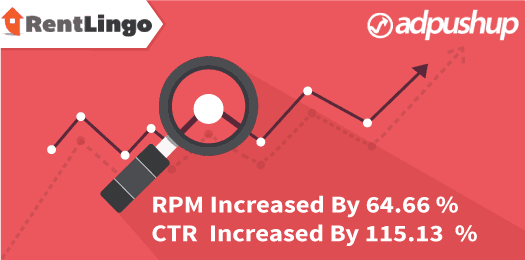 RentLingo
adpushup
RPM Increased By 64.66 %
CTR Increased By 115.13 %